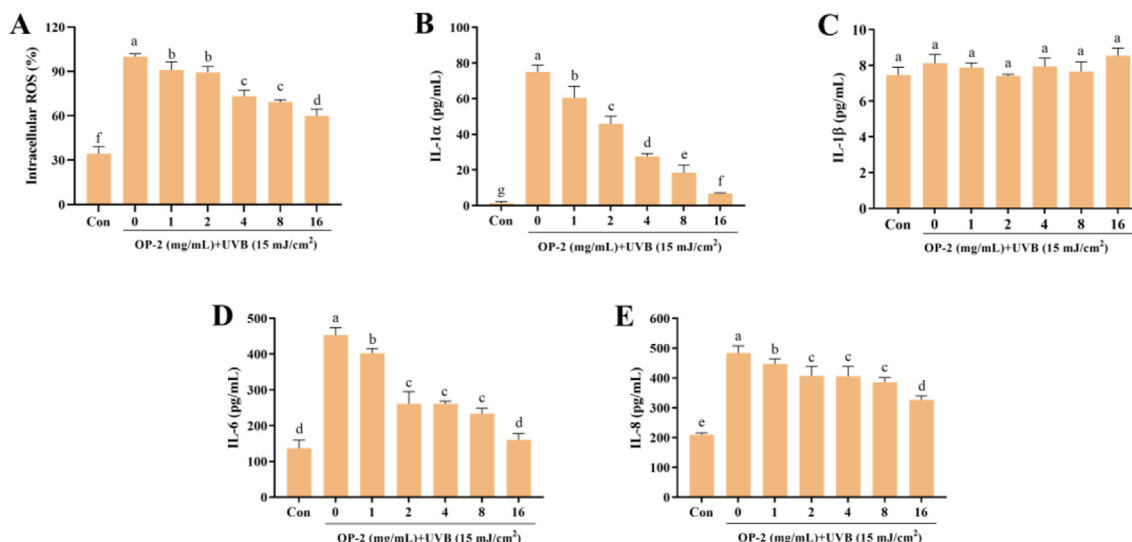 A
Intracellular ROS (%)
120
90
60
30
0
f a b b c c d
Con 0 1 2 4 8 16
OP-2 (mg/mL)+UVB (15 mJ/cm²)
B
IL-1α (pg/mL)
100
80
60
40
20
0
g a b c d e f
Con 0 1 2 4 8 16
OP-2 (mg/mL)+UVB (15 mJ/cm²)
C
IL-1β (pg/mL)
10
8
6
4
2
0
a a a a a a a
Con 0 1 2 4 8 16
OP-2 (mg/mL)+UVB (15 mJ/cm²)
D
IL-6 (pg/mL)
500
400
300
200
100
0
d a b c c c d
Con 0 1 2 4 8 16
OP-2 (mg/mL)+UVB (15 mJ/cm²)
E
IL-8 (pg/mL)
600
500
400
300
200
100
0
e a b c c c d
Con 0 1 2 4 8 16
OP-2 (mg/mL)+UVB (15 mJ/cm²)